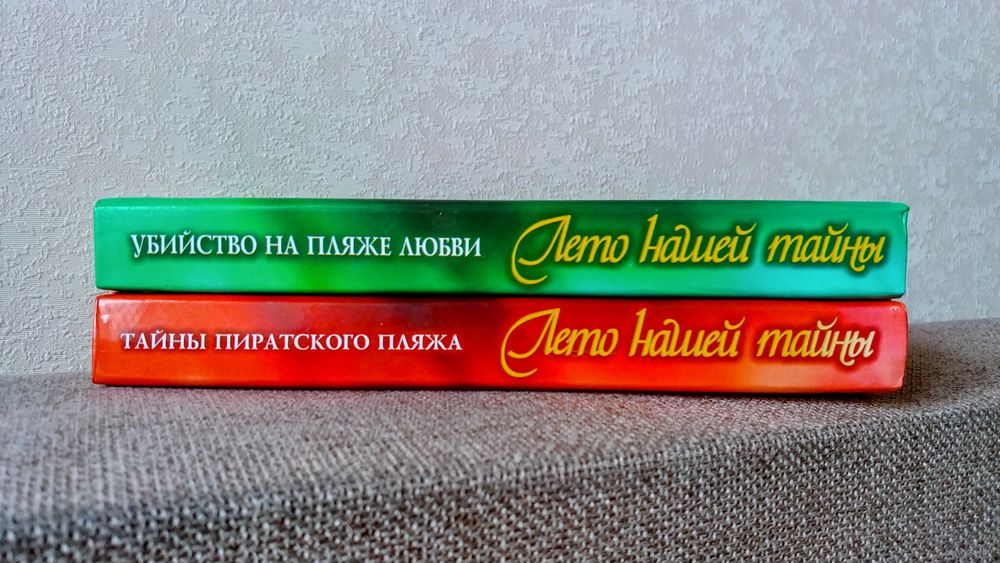 УБИЙСТВО НА ПЛЯЖЕ ЛЮБВИ Лето нашей тайны
ТАЙНЫ ПИРАТСКОГО ПЛЯЖА Лето нашей тайны